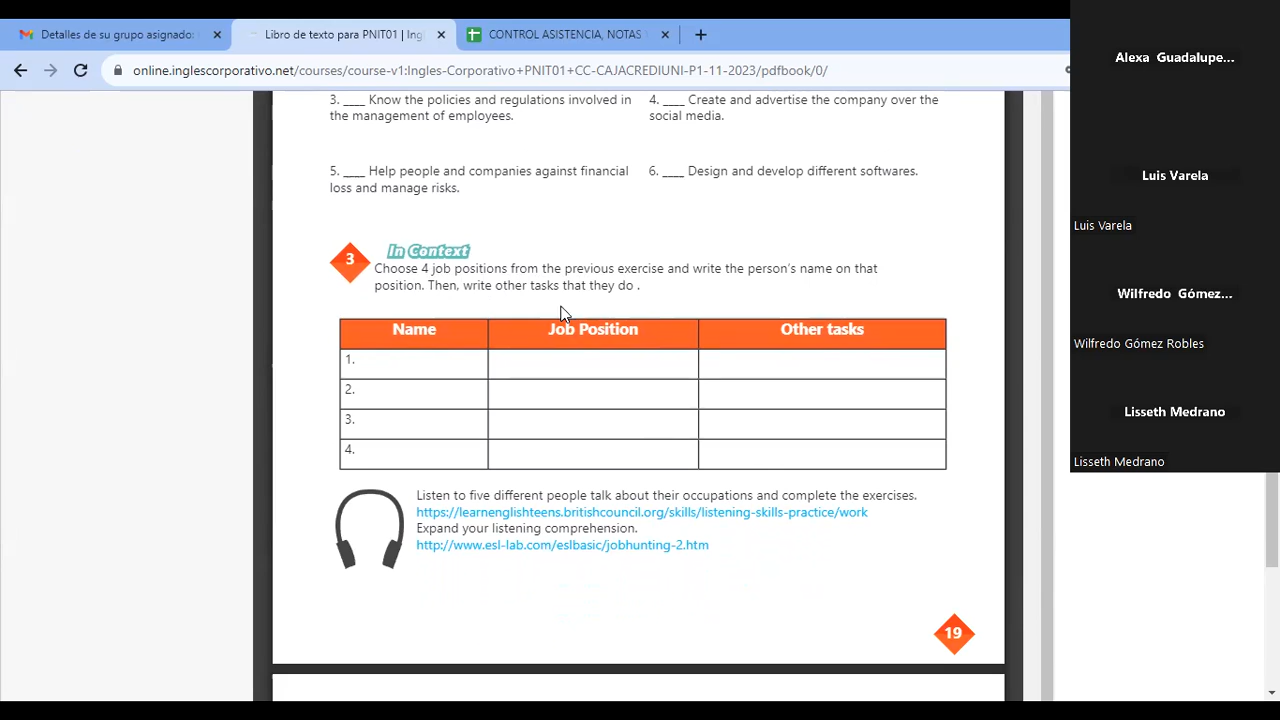 Detalles de su grupo asignado:
Libro de texto para PNIT01 | Ing
CONTROL ASISTENCIA, NOTAS
online.inglescorporativo.net/courses/course-v1:Ingles-Corporativo+PNIT01+CC-CAJACREDIUNI-P1-11-2023/pdfbook/0/
3. ____ Know the policies and regulations involved in
the management of employees.
4. ____ Create and advertise the company over the
social media.
5. ____ Help people and companies against financial
loss and manage risks.
6. ____ Design and develop different softwares.
3
In Context
Choose 4 job positions from the previous exercise and write the person's name on that
position. Then, write other tasks that they do .
Name Job Position Other tasks
1.
2.
3.
4.
Listen to five different people talk about their occupations and complete the exercises.
https://learnenglishteens.britishcouncil.org/skills/listening-skills-practice/work
Expand your listening comprehension.
http://www.esl-lab.com/eslbasic/jobhunting-2.htm
19
Alexa Guadalupe...
Luis Varela
Luis Varela
Wilfredo Gómez...
Wilfredo Gómez Robles
Lisseth Medrano
Lisseth Medrano